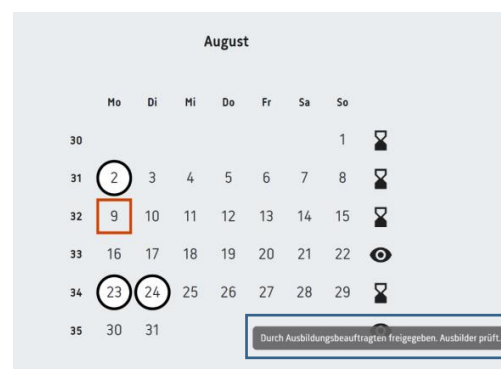 August
Mo Di Mi Do Fr Sa So
30 1
31 2 3 4 5 6 7 8
32 9 10 11 12 13 14 15
33 16 17 18 19 20 21 22
34 23 24 25 26 27 28 29
35 30 31
Durch Ausbildungsbeauftragten freigegeben. Ausbilder prüft.